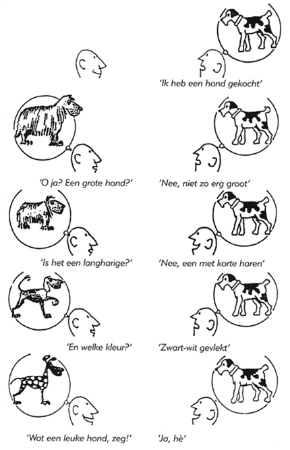 'Ik heb een hond gekocht'
'O ja? Een grote hond?'
'Nee, niet zo erg groot'
'Is het een langharige?'
'Nee, een met korte haren'
'En welke kleur?'
'Zwart-wit gevlekt'
'Wat een leuke hond, zeg!'
'Ja, hè'